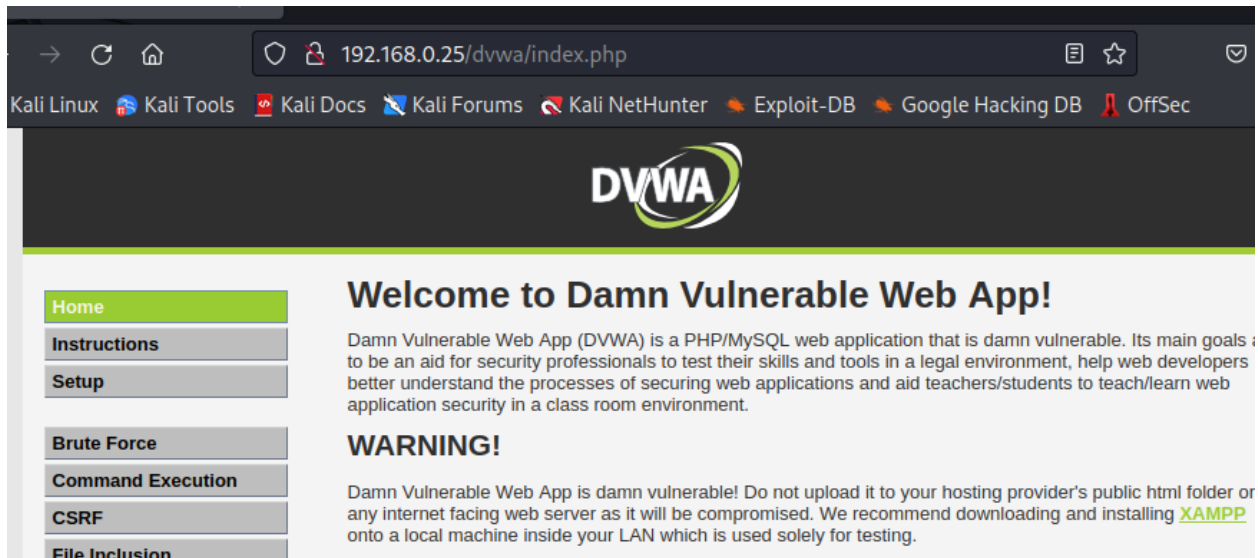 192.168.0.25/dvwa/index.php
Kali Linux Kali Tools Kali Docs Kali Forums Kali NetHunter Exploit-DB Google Hacking DB OffSec
DVWA
Home
Instructions
Setup
Brute Force
Command Execution
CSRF
File Inclusion
Welcome to Damn Vulnerable Web App!
Damn Vulnerable Web App (DVWA) is a PHP/MySQL web application that is damn vulnerable. Its main goals
to be an aid for security professionals to test their skills and tools in a legal environment, help web developers
better understand the processes of securing web applications and aid teachers/students to teach/learn web
application security in a class room environment.
WARNING!
Damn Vulnerable Web App is damn vulnerable! Do not upload it to your hosting provider's public html folder or
any internet facing web server as it will be compromised. We recommend downloading and installing XAMPP
onto a local machine inside your LAN which is used solely for testing.